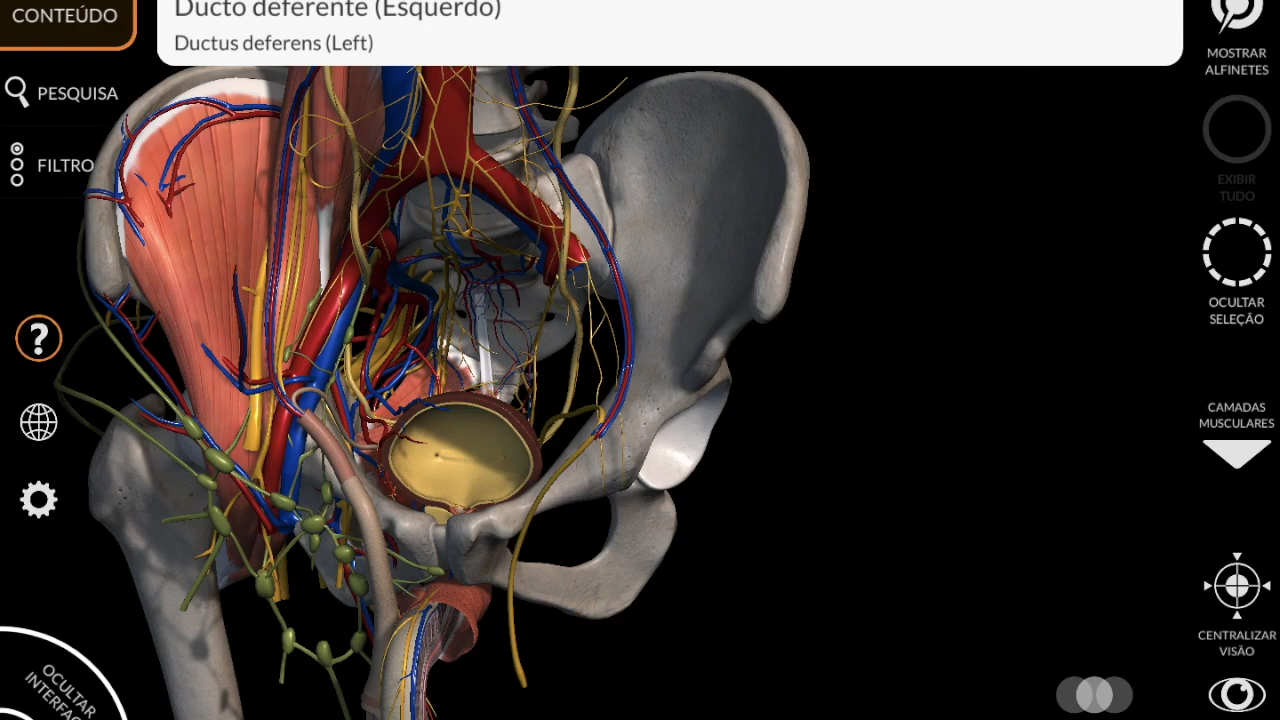 CONTEÚDO
Ducto deferente (Esquerdo)
Ductus deferens (Left)
MOSTRAR
ALFINETES
PESQUISA
FILTRO
EXIBIR
TUDO
OCULTAR
SELEÇÃO
?
CAMADAS
MUSCULARES
CENTRALIZAR
VISÃO
OCULTAR